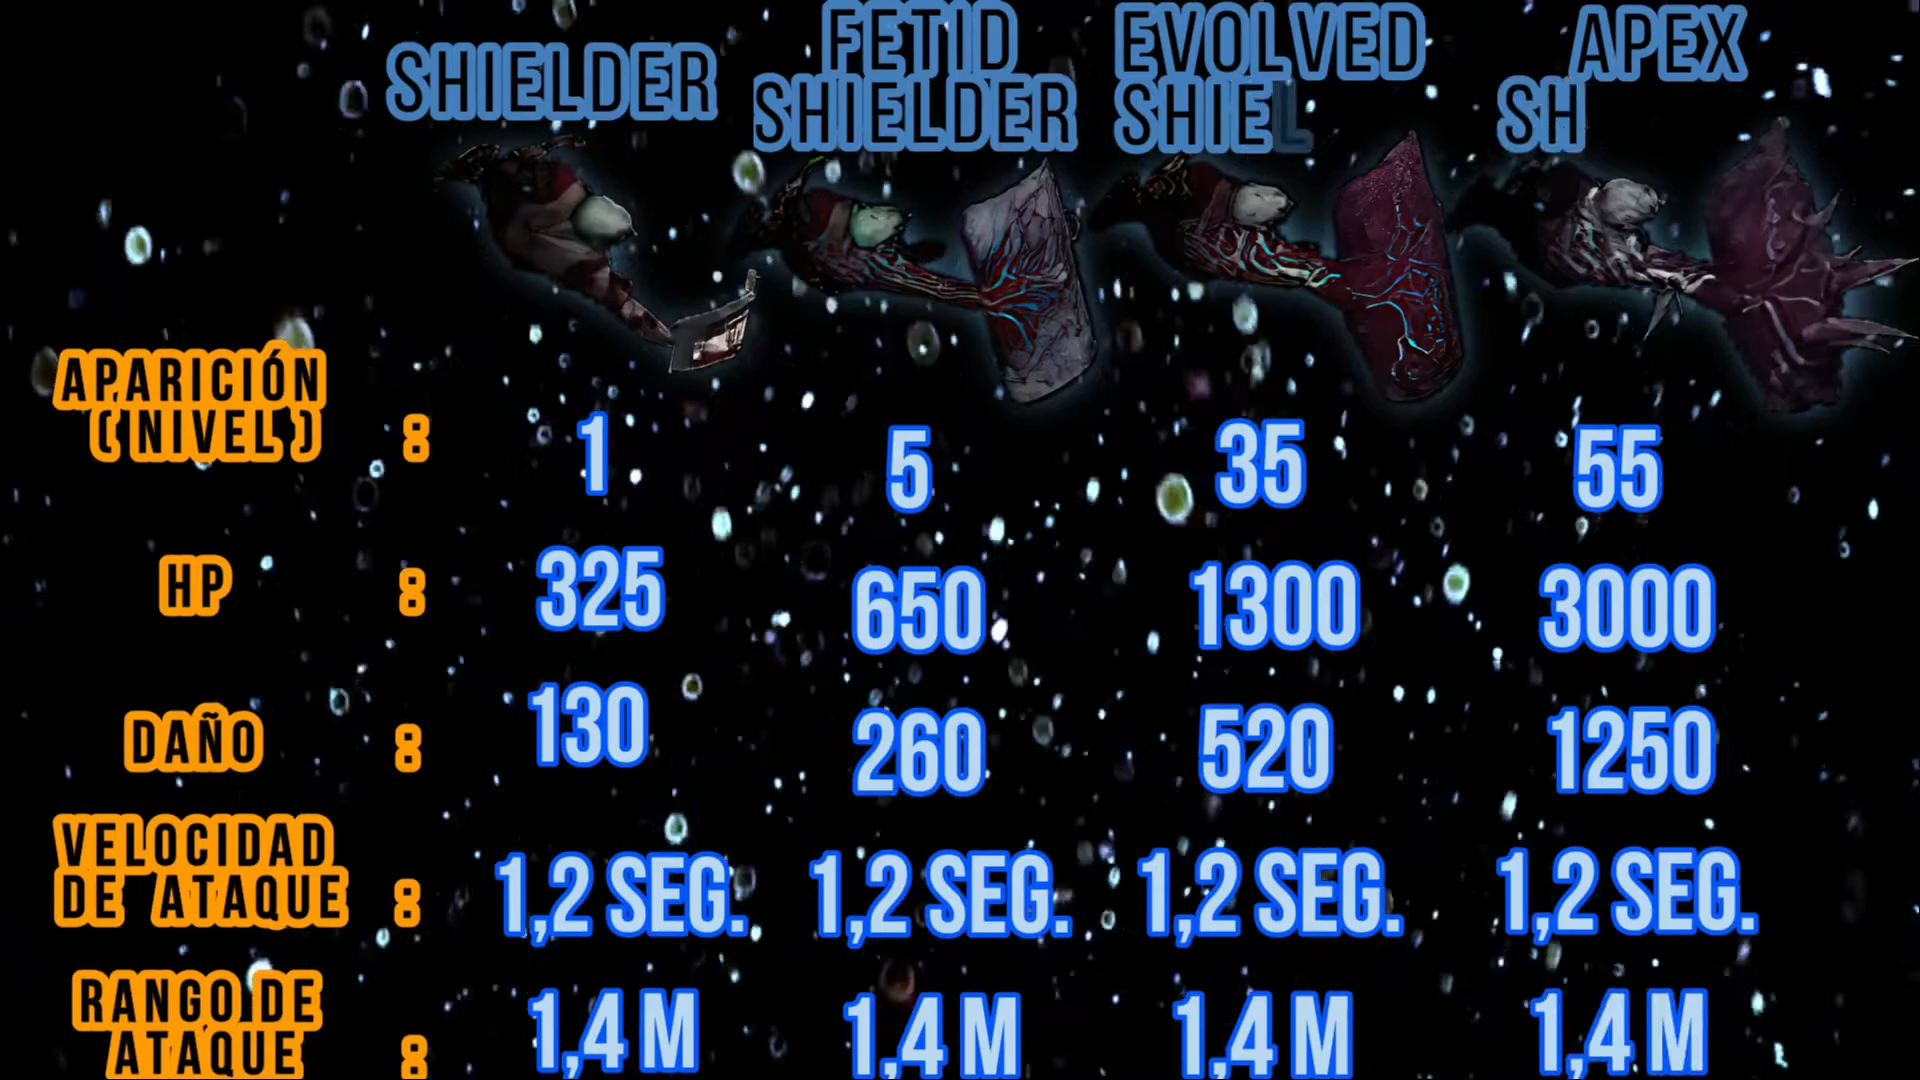 SHIELDER
FETID
SHIELDER
EVOLVED
SHIEL
APEX
SH
APARICIÓN
(NIVEL) : 1 5 35 55
HP : 325 650 1300 3000
DAÑO : 130 260 520 1250
VELOCIDAD
DE ATAQUE : 1,2 SEG. 1,2 SEG. 1,2 SEG. 1,2 SEG.
RANGO DE
ATAQUE : 1,4 M 1,4 M 1,4 M 1,4 M